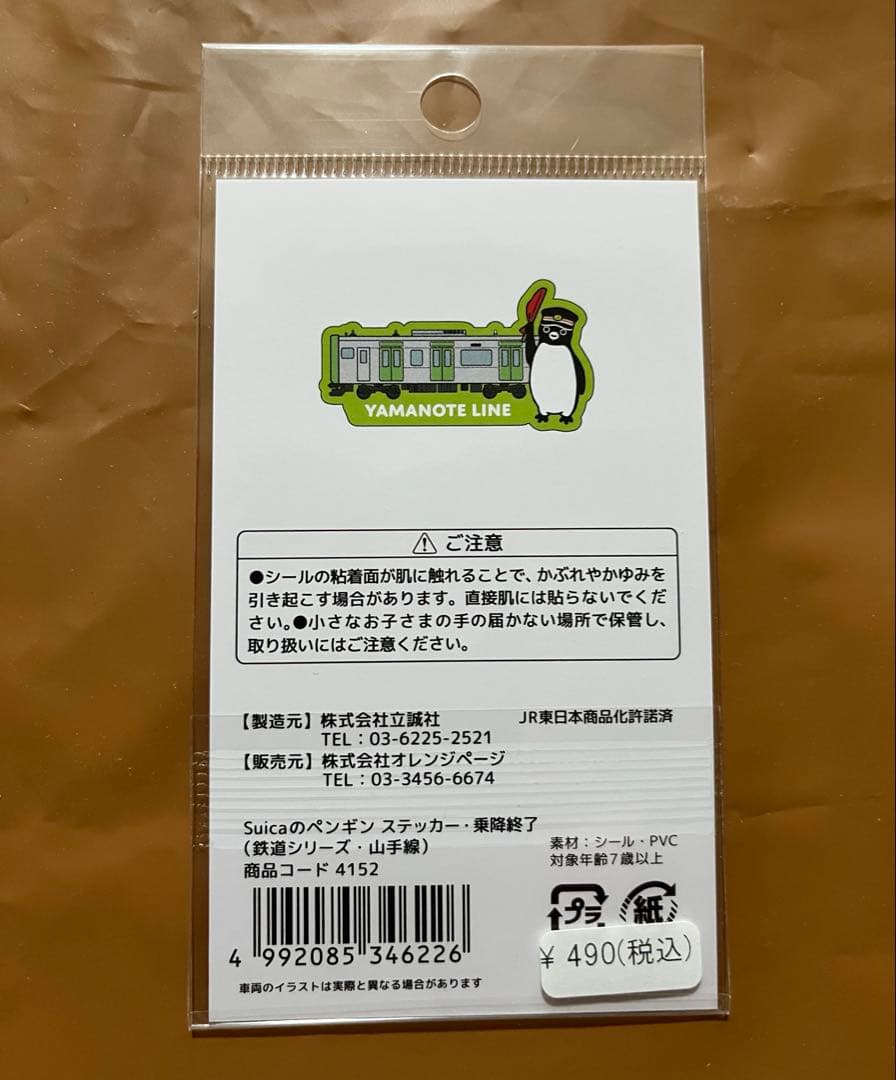 YAMANOTE LINE
ご注意
●シールの粘着面が肌に触れることで、かぶれやかゆみを
引き起こす場合があります。直接肌には貼らないでくだ
さい。●小さなお子さまの手の届かない場所で保管し、
取り扱いにはご注意ください。
【製造元】株式会社立誠社 JR東日本商品化許諾済
TEL：03-6225-2521
【販売元】株式会社オレンジページ
TEL：03-3456-6674
Suicaのペンギン ステッカー・乗降終了
（鉄道シリーズ・山手線）
商品コード 4152
素材：シール・PVC
対象年齢7歳以上
プラ 紙
¥ 490(税込)
4 992085 346226
車両のイラストは実際と異なる場合があります